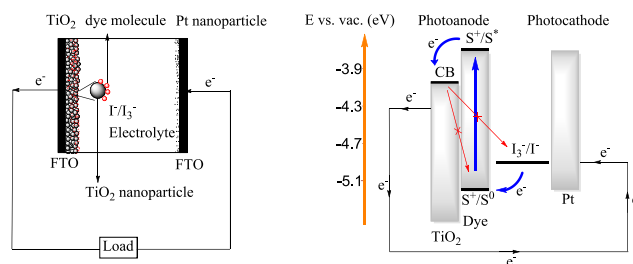 TiO2 dye molecule Pt nanoparticle
e-
e-
I-/I3-
Electrolyte
FTO
FTO
TiO2 nanoparticle
Load
E vs. vac. (eV) Photoanode Photocathode
S+/S*
e-
-3.9
CB
-4.3
e-
-4.7
I3-/I-
-5.1
e-
e-
e-
S+/S0
Pt
Dye
TiO2
e-
e-